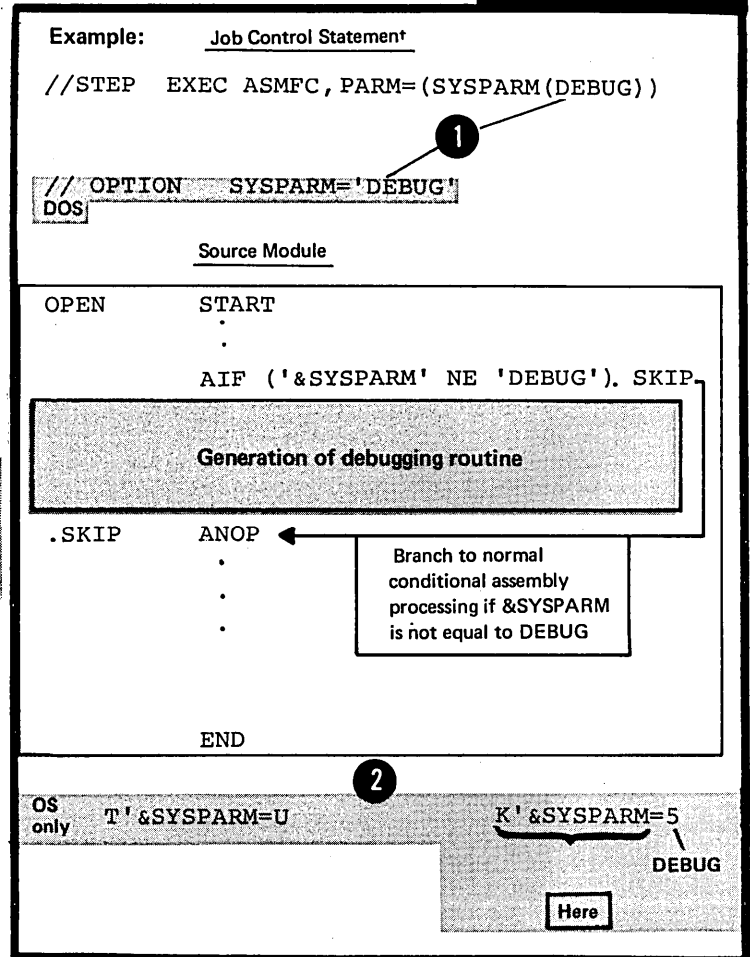 Example: Job Control Statement†
//STEP EXEC ASMFC,PARM=(SYSPARM(DEBUG))
1
// OPTION SYSPARM='DEBUG'
DOS
Source Module
OPEN START
.
.
AIF ('&SYSPARM' NE 'DEBUG'). SKIP
Generation of debugging routine
.SKIP ANOP
.
.
.
Branch to normal
conditional assembly
processing if &SYSPARM
is not equal to DEBUG
END
2
OS
only
T'&SYSPARM=U
K'&SYSPARM=5
DEBUG
Here